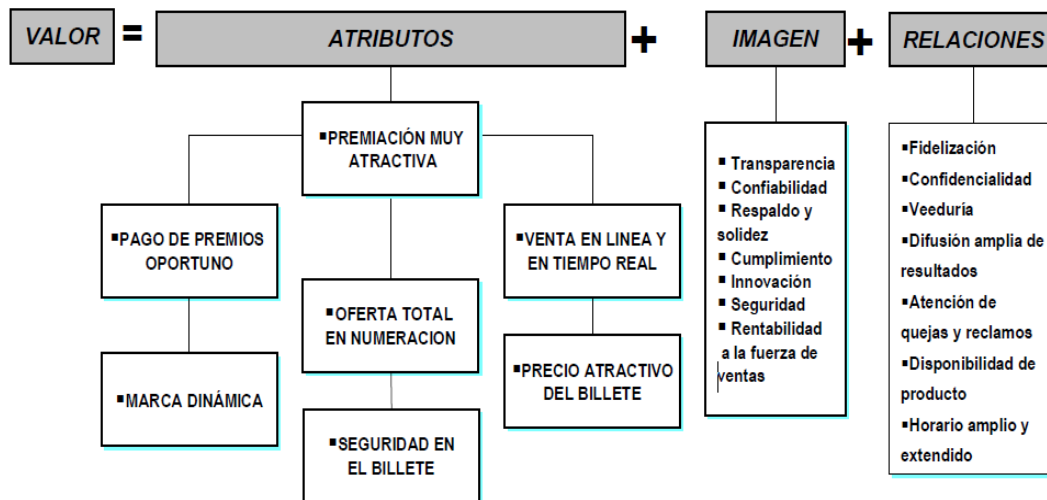 VALOR = ATRIBUTOS + IMAGEN + RELACIONES
▪PREMIACIÓN MUY
ATRACTIVA
▪PAGO DE PREMIOS
OPORTUNO
▪MARCA DINÁMICA
▪OFERTA TOTAL
EN NUMERACION
▪SEGURIDAD EN
EL BILLETE
▪VENTA EN LINEA Y
EN TIEMPO REAL
▪PRECIO ATRACTIVO
DEL BILLETE
▪ Transparencia
▪ Confiabilidad
▪ Respaldo y
solidez
▪ Cumplimiento
▪ Innovación
▪ Seguridad
▪ Rentabilidad
a la fuerza de
ventas
▪Fidelización
▪Confidencialidad
▪Veeduría
▪Difusión amplia de
resultados
▪Atención de
quejas y reclamos
▪Disponibilidad de
producto
▪Horario amplio y
extendido